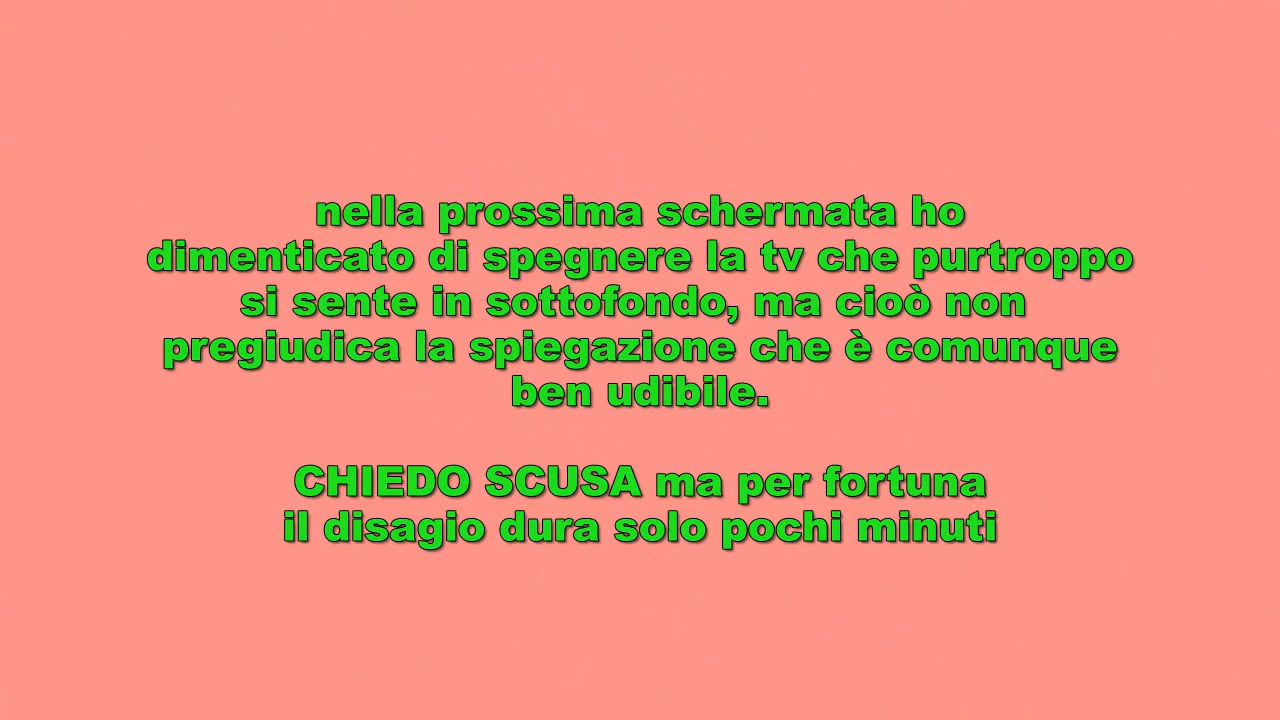 nella prossima schermata ho
dimenticato di spegnere la tv che purtroppo
si sente in sottofondo, ma cioò non
pregiudica la spiegazione che è comunque
ben udibile.
CHIEDO SCUSA ma per fortuna
il disagio dura solo pochi minuti